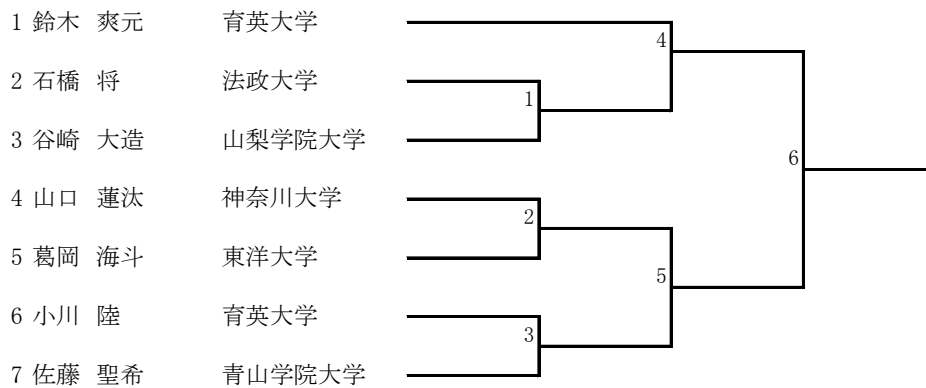 1 鈴木 爽元 育英大学
4
2 石橋 将 法政大学
1
3 谷崎 大造 山梨学院大学
6
4 山口 蓮汰 神奈川大学
2
5 葛岡 海斗 東洋大学
5
6 小川 陸 育英大学
3
7 佐藤 聖希 青山学院大学